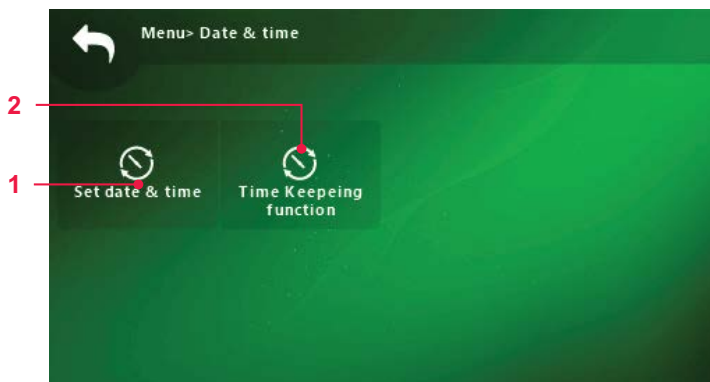 Menu> Date & time
2
1
Set date & time
Time Keepeing
function